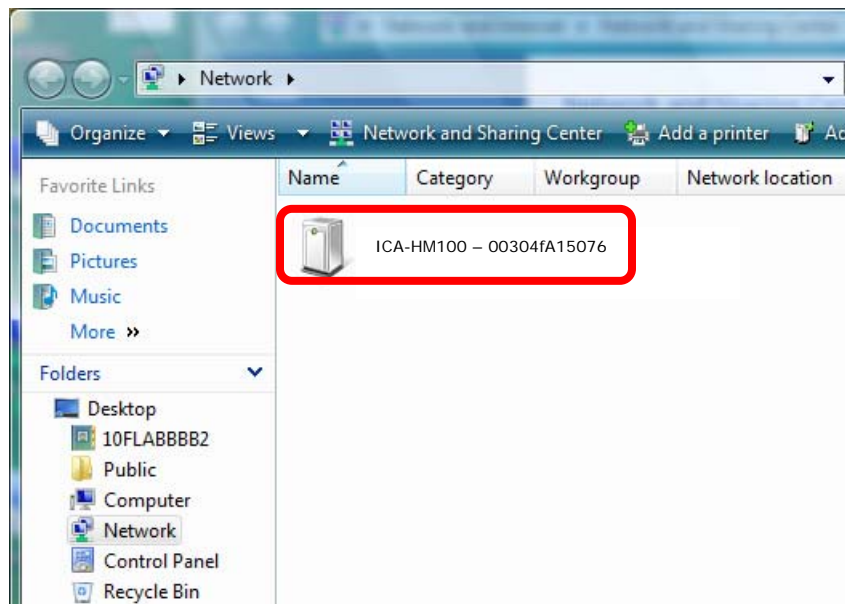 Network
Organize Views Network and Sharing Center Add a printer Ad
Favorite Links
Documents
Pictures
Music
More »
Folders
Desktop
10FLABBBB2
Public
Computer
Network
Control Panel
Recycle Bin
Name Category Workgroup Network location
ICA-HM100 – 00304fA15076